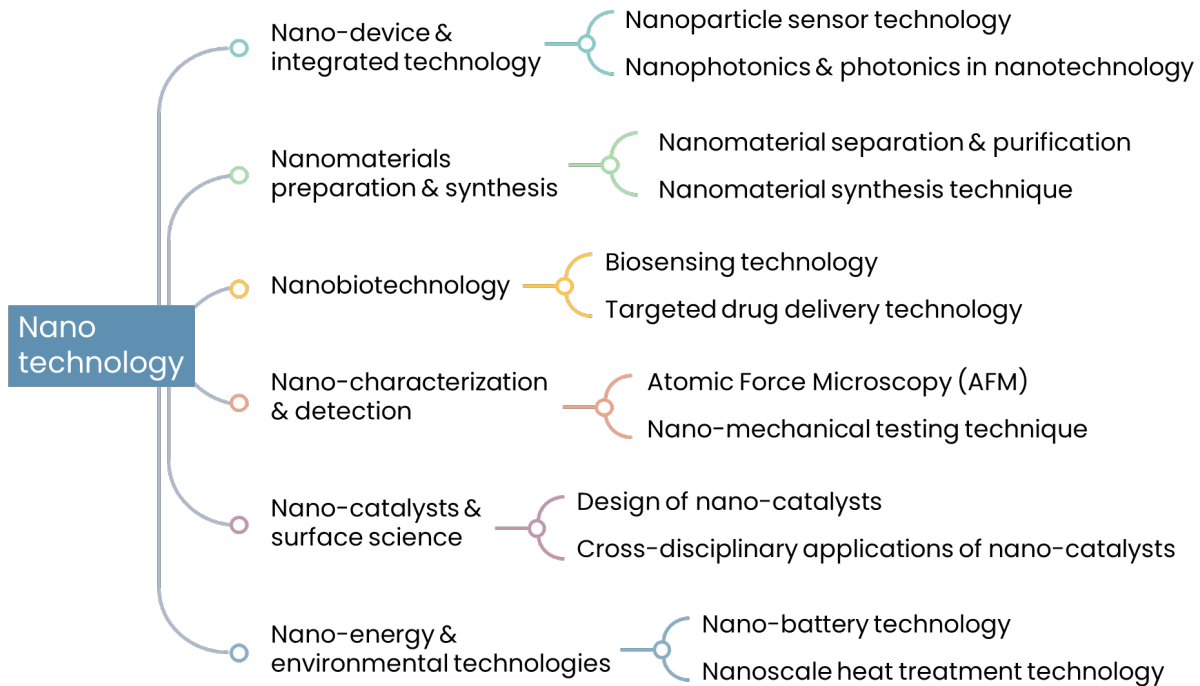 Nano
technology
Nano-device &
integrated technology
Nanoparticle sensor technology
Nanophotonics & photonics in nanotechnology
Nanomaterials
preparation & synthesis
Nanomaterial separation & purification
Nanomaterial synthesis technique
Nanobiotechnology
Biosensing technology
Targeted drug delivery technology
Nano-characterization
& detection
Atomic Force Microscopy (AFM)
Nano-mechanical testing technique
Nano-catalysts &
surface science
Design of nano-catalysts
Cross-disciplinary applications of nano-catalysts
Nano-energy &
environmental technologies
Nano-battery technology
Nanoscale heat treatment technology